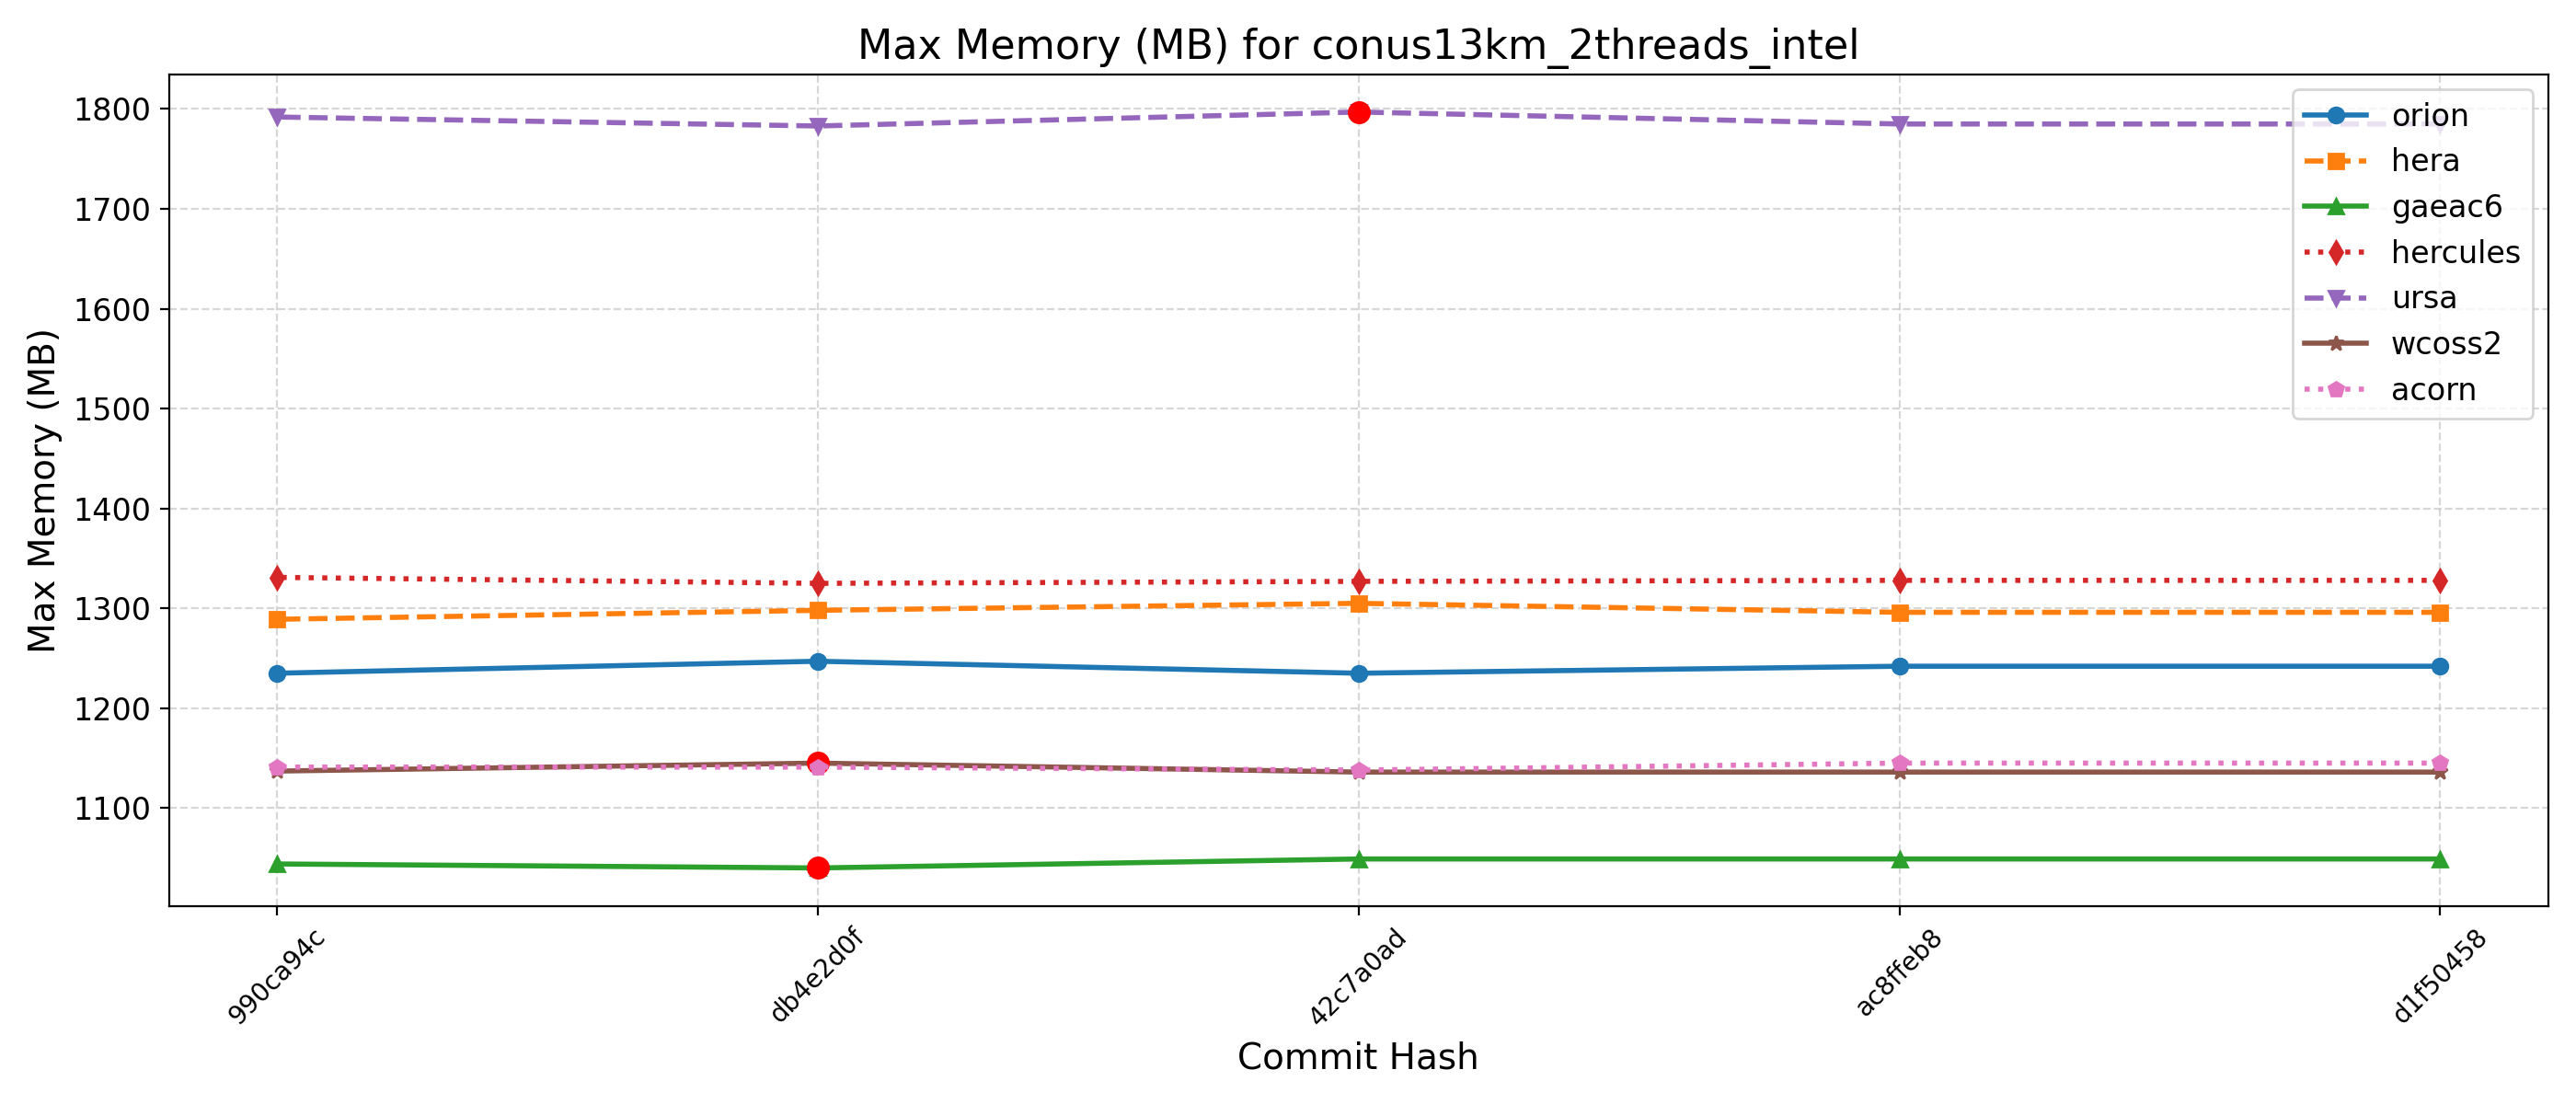 Max Memory (MB) for conus13km_2threads_intel
Max Memory (MB)
1800
1700
1600
1500
1400
1300
1200
1100
orion
hera
gaeac6
hercules
ursa
wcoss2
acorn
990ca94c
db4e2d0f
42c7a0ad
ac8ffeb8
d1f50458
Commit Hash